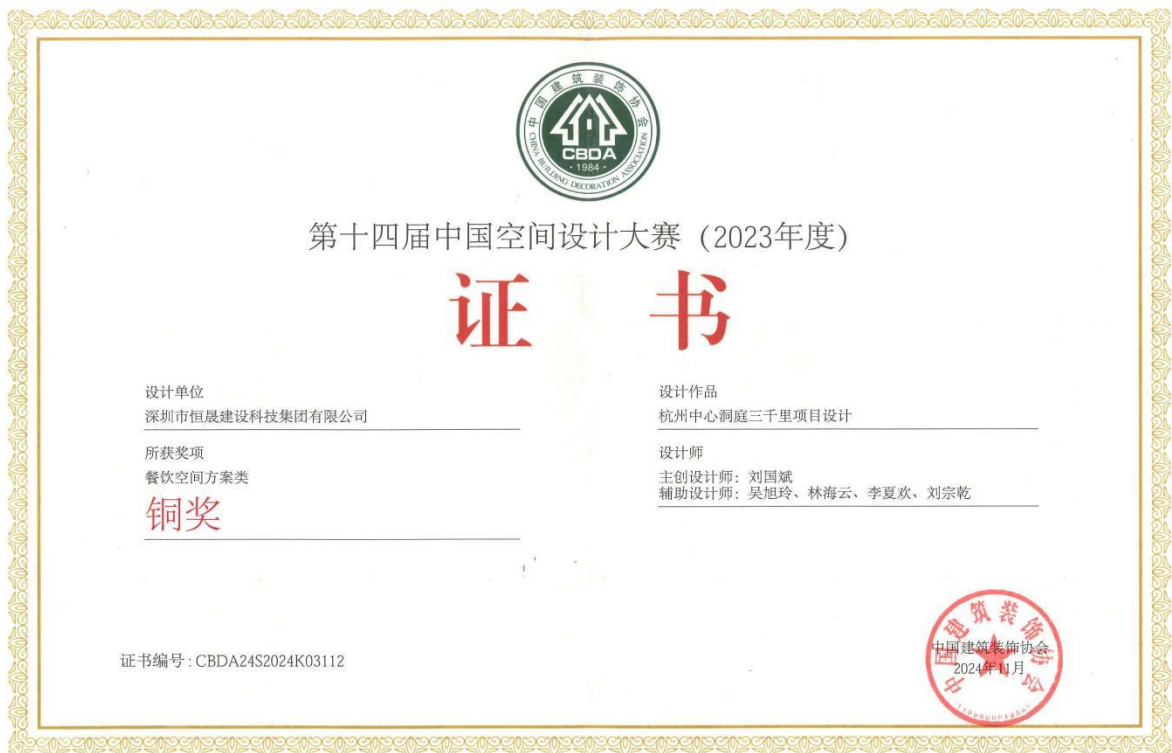 中国建筑装饰协会
CBDA
·1984·
CHINA BUILDING DECORATION ASSOCIATION
第十四届中国空间设计大赛（2023年度）
证 书
设计单位
深圳市恒晟建设科技集团有限公司
所获奖项
餐饮空间方案类
铜奖
设计作品
杭州中心洞庭三千里项目设计
设计师
主创设计师：刘国斌
辅助设计师：吴旭玲、林海云、李夏欢、刘宗乾
证书编号：CBDA24S2024K03112
中国建筑装饰协会
2024年11月
中国建筑装饰协会